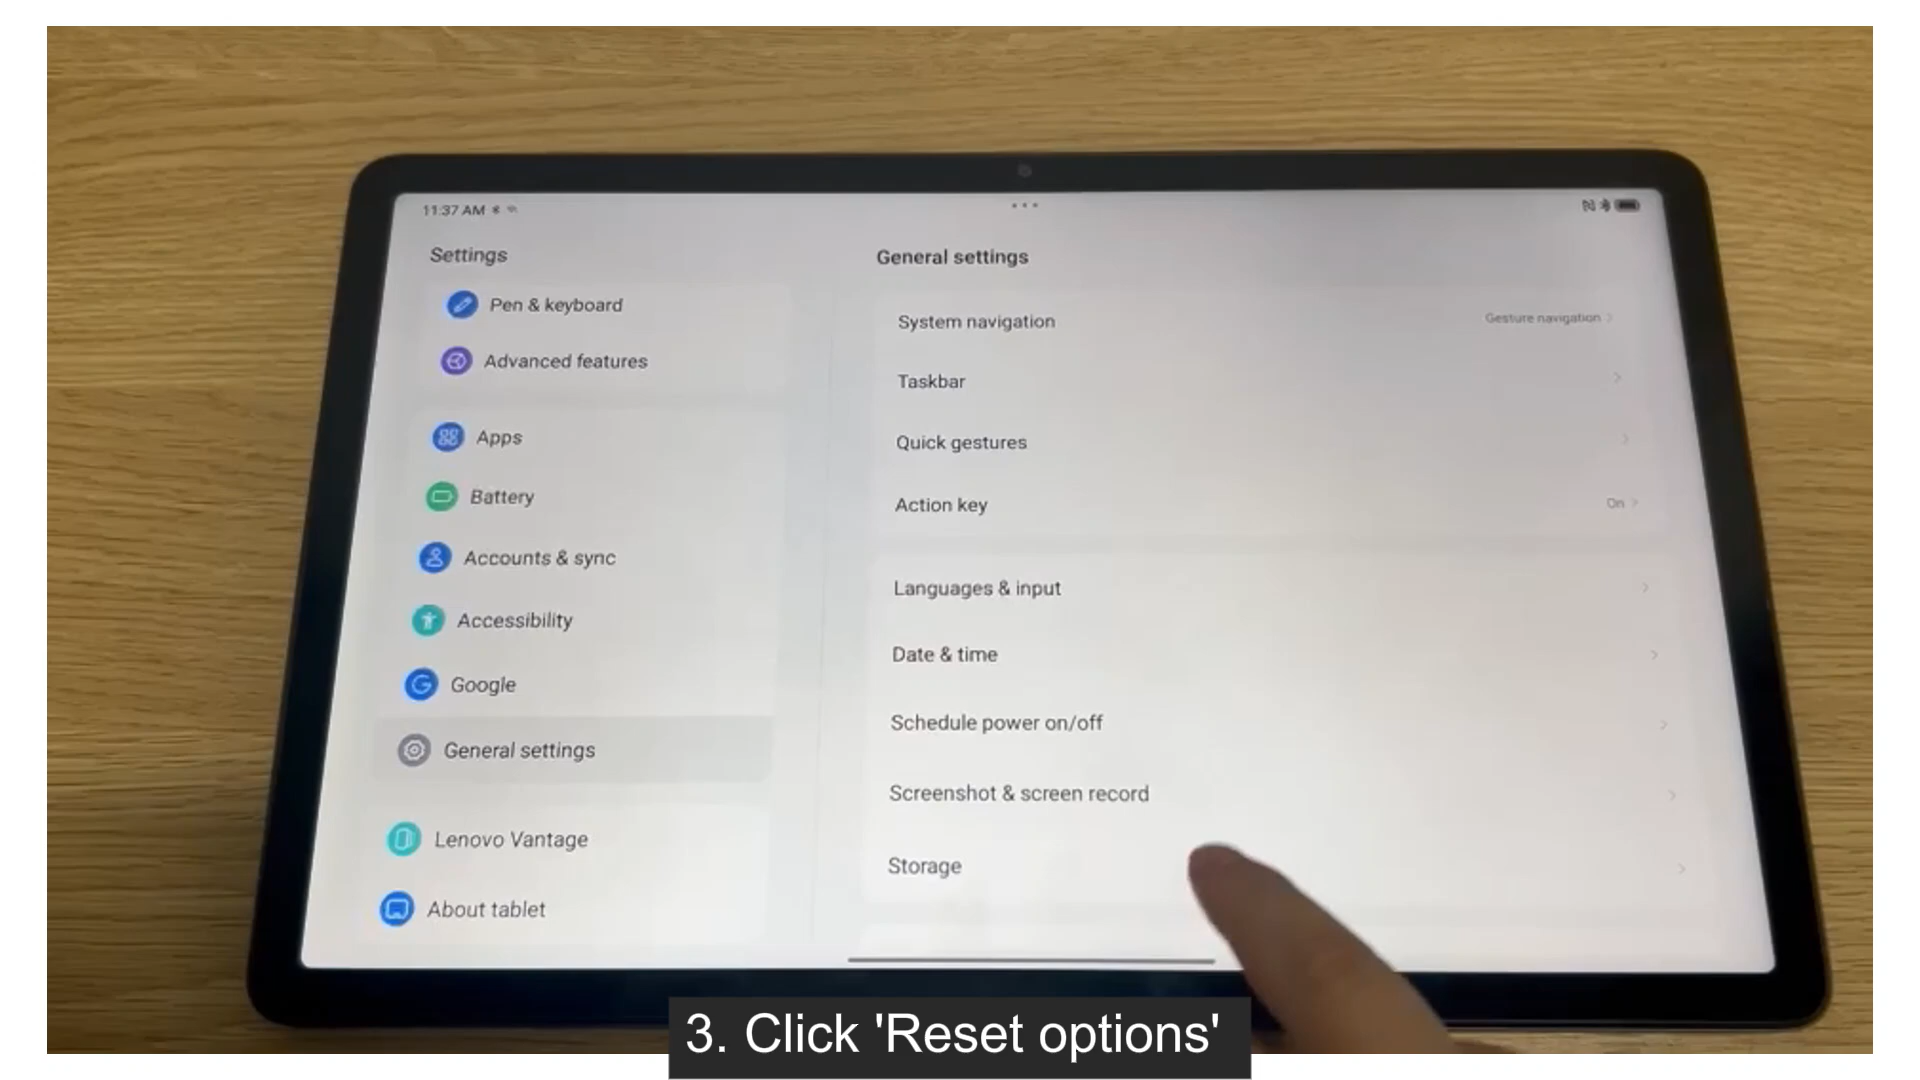 11:37 AM
Settings
Pen & keyboard
Advanced features
Apps
Battery
Accounts & sync
Accessibility
Google
General settings
Lenovo Vantage
About tablet
General settings
System navigation Gesture navigation
Taskbar
Quick gestures
Action key On
Languages & input
Date & time
Schedule power on/off
Screenshot & screen record
Storage
3. Click 'Reset options'